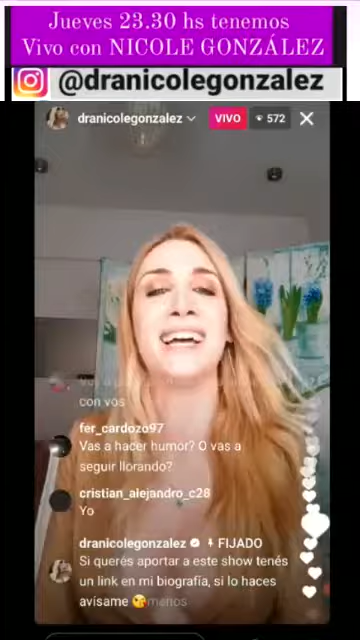 Jueves 23.30 hs tenemos
Vivo con NICOLE GONZÁLEZ
@dranicolegonzalez
dranicolegonzalez
VIVO
572
con vos
fer_cardozo97
Vas a hacer humor? O vas a
seguir llorando?
cristian_alejandro_c28
Yo
dranicolegonzalez FIJADO
Si querés aportar a este show tenés
un link en mi biografía, si lo haces
avísame 😘 menos